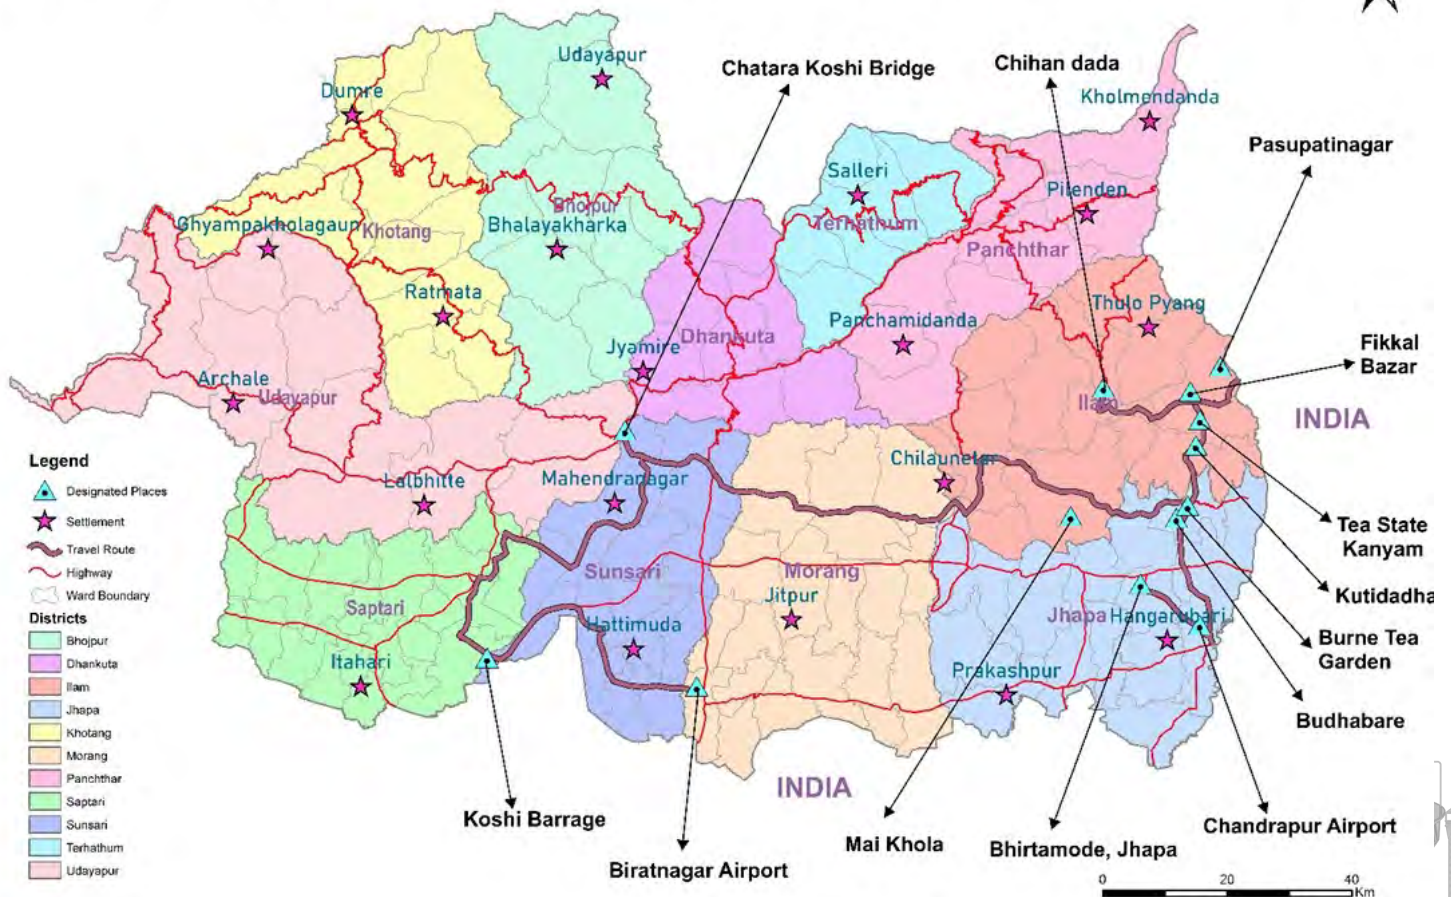 Udayapur
Chatara Koshi Bridge
Chihan dada
Dumre
Kholmendanda
Pasupatinagar
Salleri
Pilenden
Bhojpur
Ghyampakholagaun
Khotang
Bhalayakharka
Terhathum
Panchthar
Ratmata
Thulo Pyang
Panchamidanda
Dhankuta
Jyamire
Fikkal
Bazar
Archale
Udayapur
Ilam
INDIA
Legend
Designated Places
Settlement
Travel Route
Highway
Ward Boundary
Districts
Bhojpur
Dhankuta
Ilam
Jhapa
Khotang
Morang
Panchthar
Saptari
Sunsari
Terhathum
Udayapur
Lalbhitte
Mahendranagar
Chilaunetar
Tea State
Kanyam
Sunsari
Morang
Kutidadha
Saptari
Jitpur
Jhapa
Hangarubari
Hattimuda
Burne Tea
Garden
Itahari
Prakashpur
Budhabare
INDIA
Koshi Barrage
Chandrapur Airport
Mai Khola
Bhirtamode, Jhapa
Biratnagar Airport
0 20 40
Km